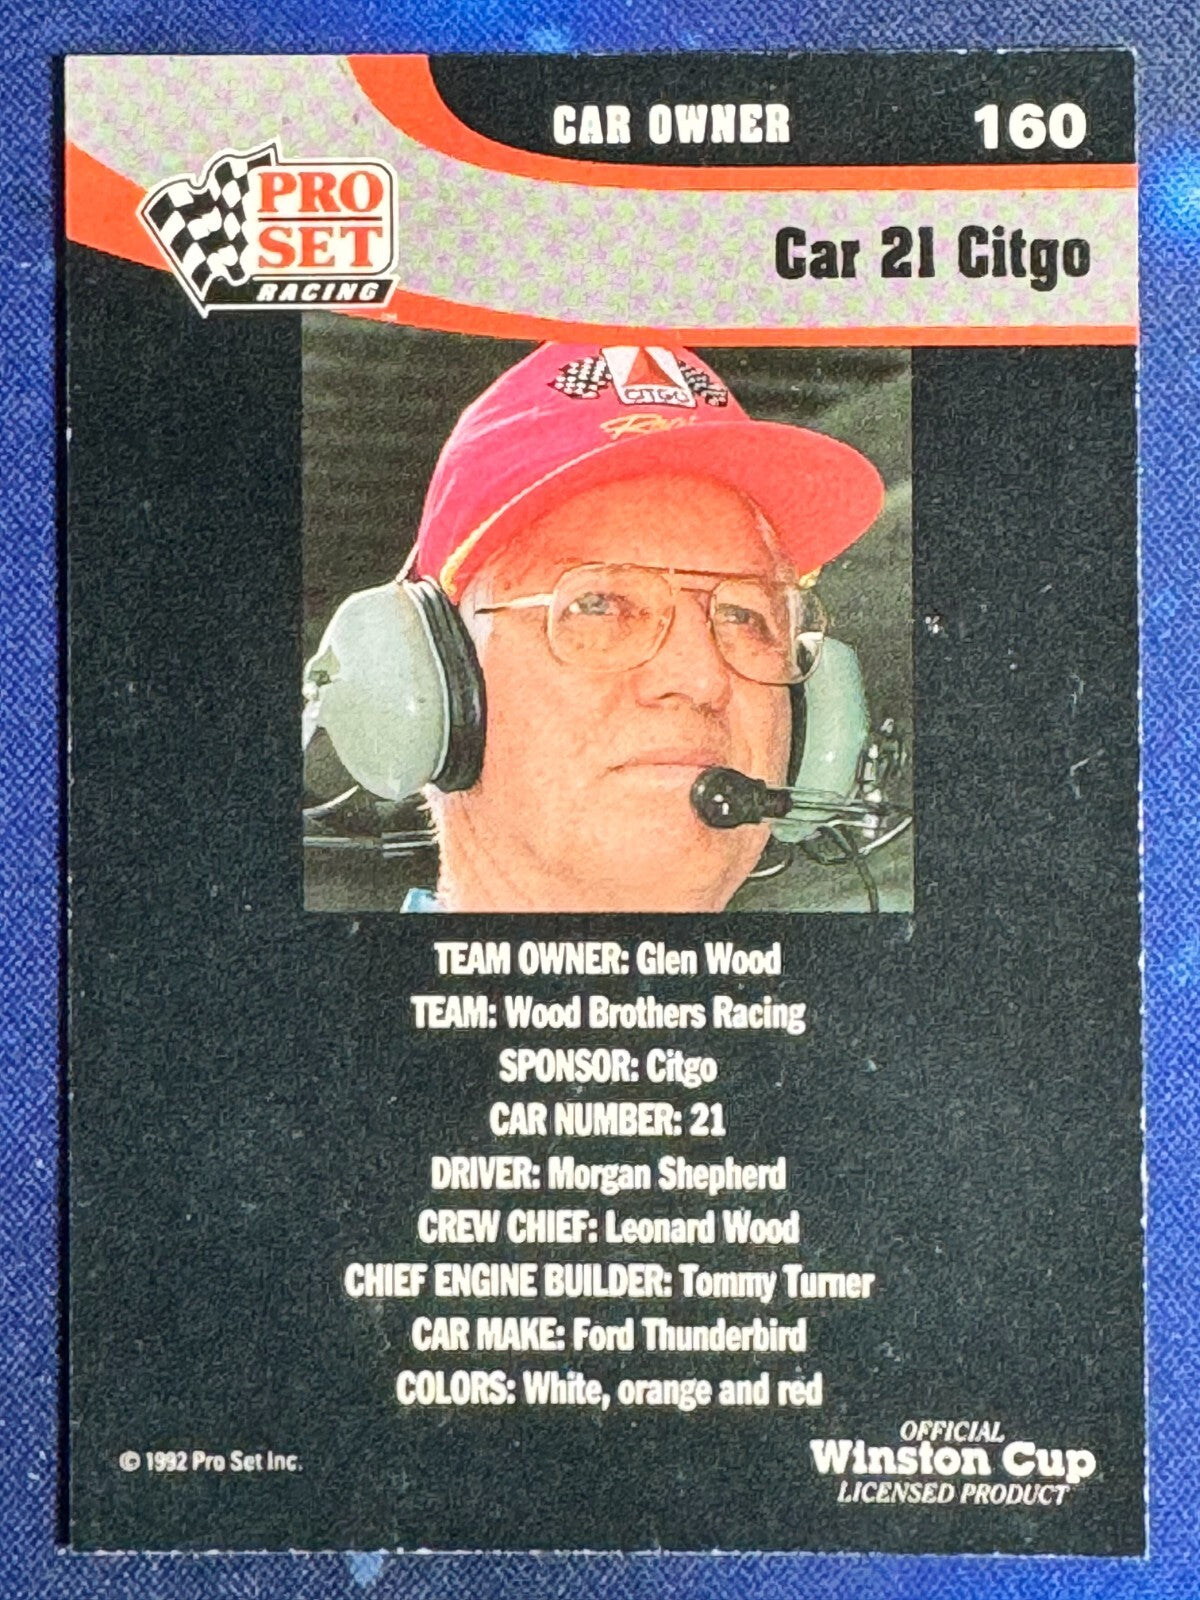 CAR OWNER
160
PRO
SET
RACING
Car 21 Citgo
CITGO
TEAM OWNER: Glen Wood
TEAM: Wood Brothers Racing
SPONSOR: Citgo
CAR NUMBER: 21
DRIVER: Morgan Shepherd
CREW CHIEF: Leonard Wood
CHIEF ENGINE BUILDER: Tommy Turner
CAR MAKE: Ford Thunderbird
COLORS: White, orange and red
© 1992 Pro Set Inc.
OFFICIAL
Winston Cup
LICENSED PRODUCT